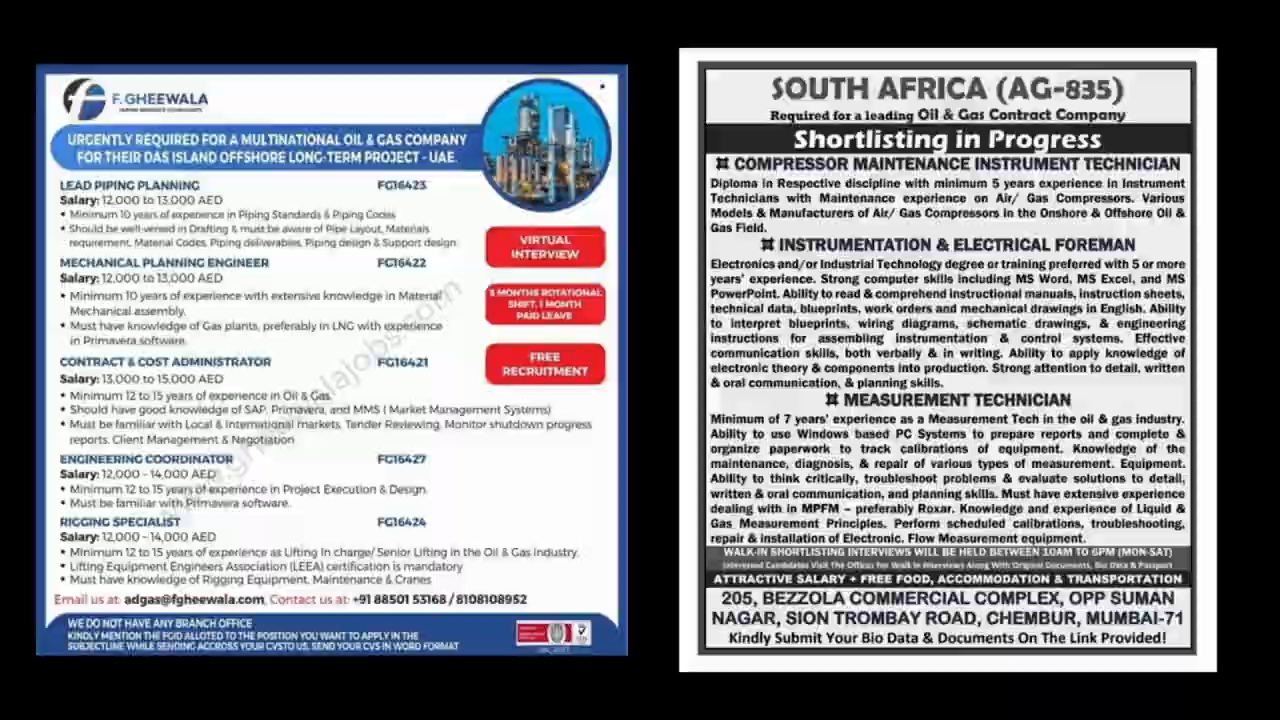 F. GHEEWALA
URGENTLY REQUIRED FOR A MULTINATIONAL OIL & GAS COMPANY
FOR THEIR DAS ISLAND OFFSHORE LONG-TERM PROJECT - UAE.
LEAD PIPING PLANNING FG16423
Salary: 12,000 to 13,000 AED
• Minimum 10 years of experience in Piping Standards & Piping Codes
• Should be well-versed in Drafting & must be aware of Pipe Layout, Materials
requirement, Material Codes, Piping deliverables, Piping design & Support design.
MECHANICAL PLANNING ENGINEER FG16422
Salary: 12,000 to 13,000 AED
• Minimum 10 years of experience with extensive knowledge in Material
Mechanical assembly.
• Must have knowledge of Gas plants, preferably in LNG with experience
in Primavera software.
CONTRACT & COST ADMINISTRATOR FG16421
Salary: 13,000 to 15,000 AED
• Minimum 12 to 15 years of experience in Oil & Gas.
• Should have good knowledge of SAP, Primavera, and MMS ( Market Management Systems)
• Must be familiar with Local & International markets, Tender Reviewing, Monitor shutdown progress
reports, Client Management & Negotiation
ENGINEERING COORDINATOR FG16427
Salary: 12,000 - 14,000 AED
• Minimum 12 to 15 years of experience in Project Execution & Design.
• Must be familiar with Primavera software.
RIGGING SPECIALIST FG16424
Salary: 12,000 - 14,000 AED
• Minimum 12 to 15 years of experience as Lifting In charge/ Senior Lifting in the Oil & Gas industry.
• Lifting Equipment Engineers Association (LEEA) certification is mandatory
• Must have knowledge of Rigging Equipment, Maintenance & Cranes
VIRTUAL
INTERVIEW
3 MONTHS ROTATIONAL
SHIFT, 1 MONTH
PAID LEAVE
FREE
RECRUITMENT
Email us at: adgas@fgheewala.com, Contact us at: +91 88501 53168 / 8108108952
WE DO NOT HAVE ANY BRANCH OFFICE
KINDLY MENTION THE FGID ALLOTED TO THE POSITION YOU WANT TO APPLY IN THE
SUBJECTLINE WHILE SENDING ACCROSS YOUR CVSTO US. SEND YOUR CVS IN WORD FORMAT
SOUTH AFRICA (AG-835)
Required for a leading Oil & Gas Contract Company
Shortlisting in Progress
⌘ COMPRESSOR MAINTENANCE INSTRUMENT TECHNICIAN
Diploma in Respective discipline with minimum 5 years experience in Instrument
Technicians with Maintenance experience on Air/ Gas Compressors. Various
Models & Manufacturers of Air/ Gas Compressors in the Onshore & Offshore Oil &
Gas Field.
⌘ INSTRUMENTATION & ELECTRICAL FOREMAN
Electronics and/or Industrial Technology degree or training preferred with 5 or more
years' experience. Strong computer skills including MS Word, MS Excel, and MS
PowerPoint. Ability to read & comprehend instructional manuals, instruction sheets,
technical data, blueprints, work orders and mechanical drawings in English. Ability
to interpret blueprints, wiring diagrams, schematic drawings, & engineering
instructions for assembling instrumentation & control systems. Effective
communication skills, both verbally & in writing. Ability to apply knowledge of
electronic theory & components into production. Strong attention to detail, written
& oral communication, & planning skills.
⌘ MEASUREMENT TECHNICIAN
Minimum of 7 years' experience as a Measurement Tech in the oil & gas industry.
Ability to use Windows based PC Systems to prepare reports and complete &
organize paperwork to track calibrations of equipment. Knowledge of the
maintenance, diagnosis, & repair of various types of measurement. Equipment.
Ability to think critically, troubleshoot problems & evaluate solutions to detail,
written & oral communication, and planning skills. Must have extensive experience
dealing with in MPFM – preferably Roxar. Knowledge and experience of Liquid &
Gas Measurement Principles. Perform scheduled calibrations, troubleshooting,
repair & installation of Electronic. Flow Measurement equipment.
WALK-IN SHORTLISTING INTERVIEWS WILL BE HELD BETWEEN 10AM TO 6PM (MON-SAT)
Interested Candidates Visit The Office For Walk In Interviews Along With Original Documents, Bio Data & Passport
ATTRACTIVE SALARY + FREE FOOD, ACCOMMODATION & TRANSPORTATION
205, BEZZOLA COMMERCIAL COMPLEX, OPP SUMAN
NAGAR, SION TROMBAY ROAD, CHEMBUR, MUMBAI-71
Kindly Submit Your Bio Data & Documents On The Link Provided!